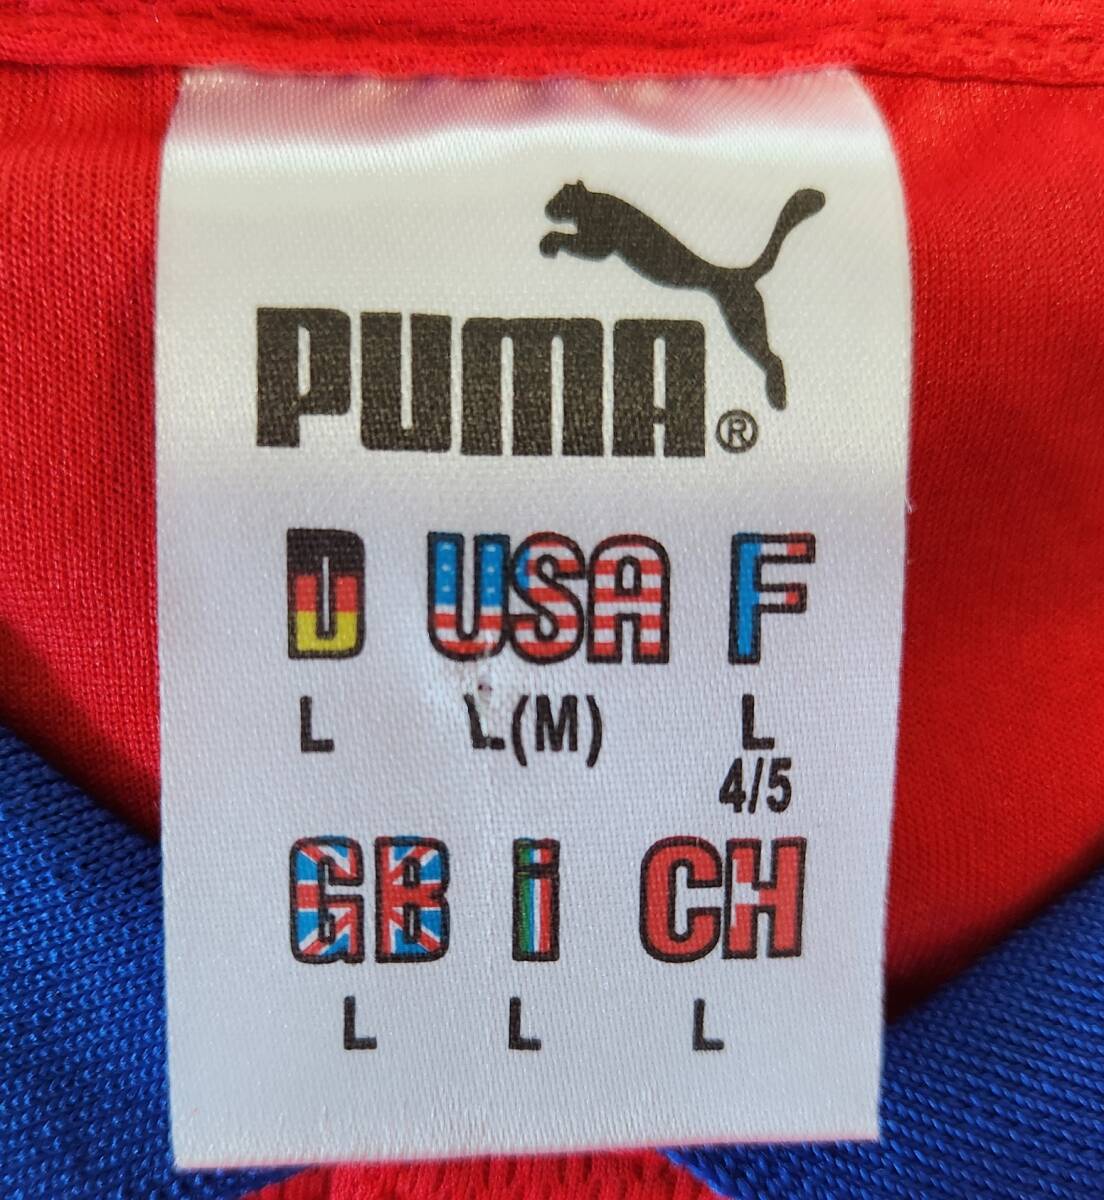 PUMA®
D USA F
L L(M) L
4/5
GB i CH
L L L